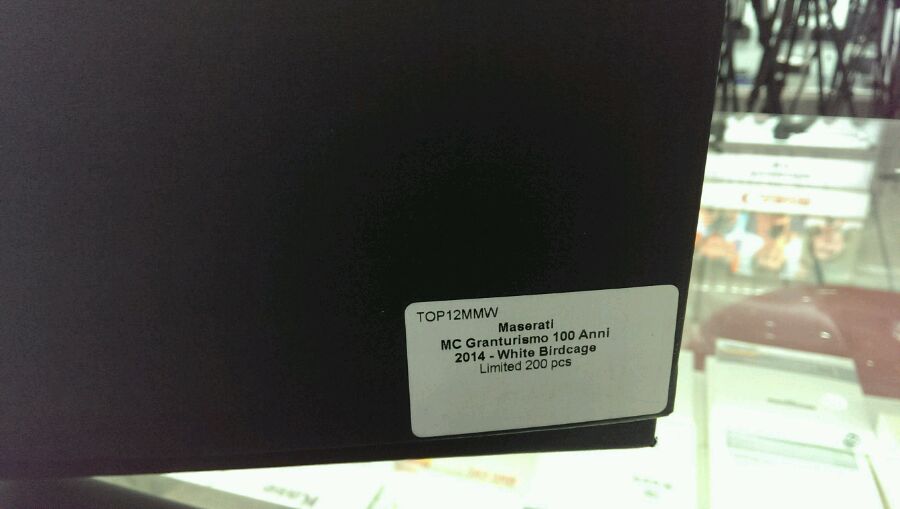 TOP12MMW
Maserati
MC Granturismo 100 Anni
2014 - White Birdcage
Limited 200 pcs